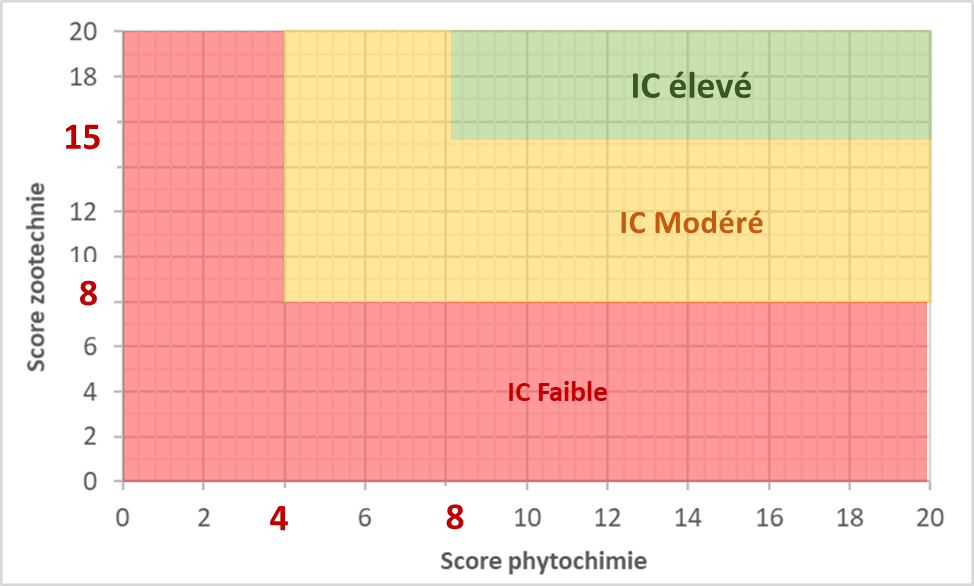 20
18
15
12
10
8
6
4
2
0
Score zootechnie
IC élevé
IC Modéré
IC Faible
0 2 4 6 8 10 12 14 16 18 20
Score phytochimie